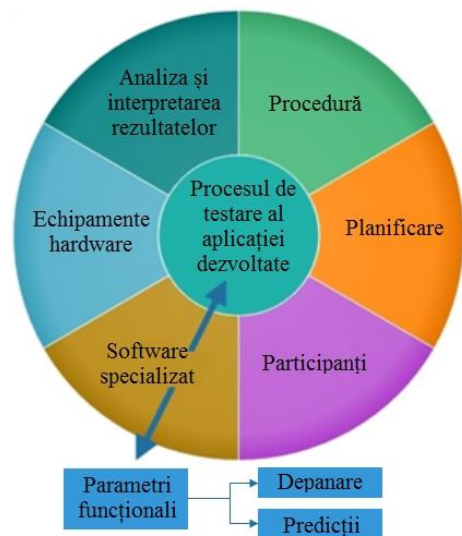 Analiza și
interpretarea
rezultatelor
Procedură
Echipamente
hardware
Procesul de
testare al
aplicației
dezvoltate
Planificare
Software
specializat
Participanți
Parametri
funcționali
Depanare
Predicții